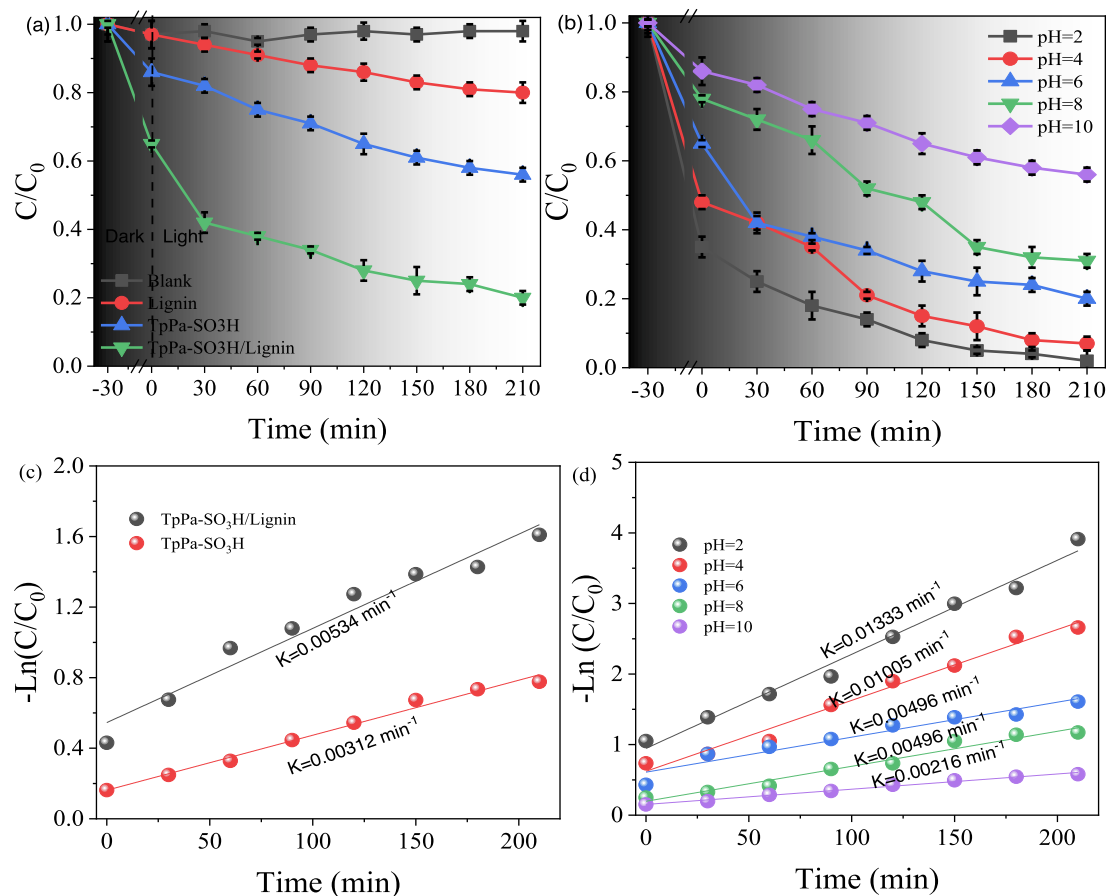 (a)
C/C0
1.0
0.8
0.6
0.4
0.2
0.0
Dark
Light
Blank
Lignin
TpPa-SO3H
TpPa-SO3H/Lignin
-30 0 30 60 90 120 150 180 210
Time (min)
(b)
C/C0
1.0
0.8
0.6
0.4
0.2
0.0
pH=2
pH=4
pH=6
pH=8
pH=10
-30 0 30 60 90 120 150 180 210
Time (min)
(c)
-Ln(C/C0)
2.0
1.6
1.2
0.8
0.4
0.0
TpPa-SO3H/Lignin
TpPa-SO3H
K=0.00534 min-1
K=0.00312 min-1
0 50 100 150 200
Time (min)
(d)
-Ln (C/C0)
5
4
3
2
1
0
pH=2
pH=4
pH=6
pH=8
pH=10
K=0.01333 min-1
K=0.01005 min-1
K=0.00496 min-1
K=0.00496 min-1
K=0.00216 min-1
0 50 100 150 200
Time (min)